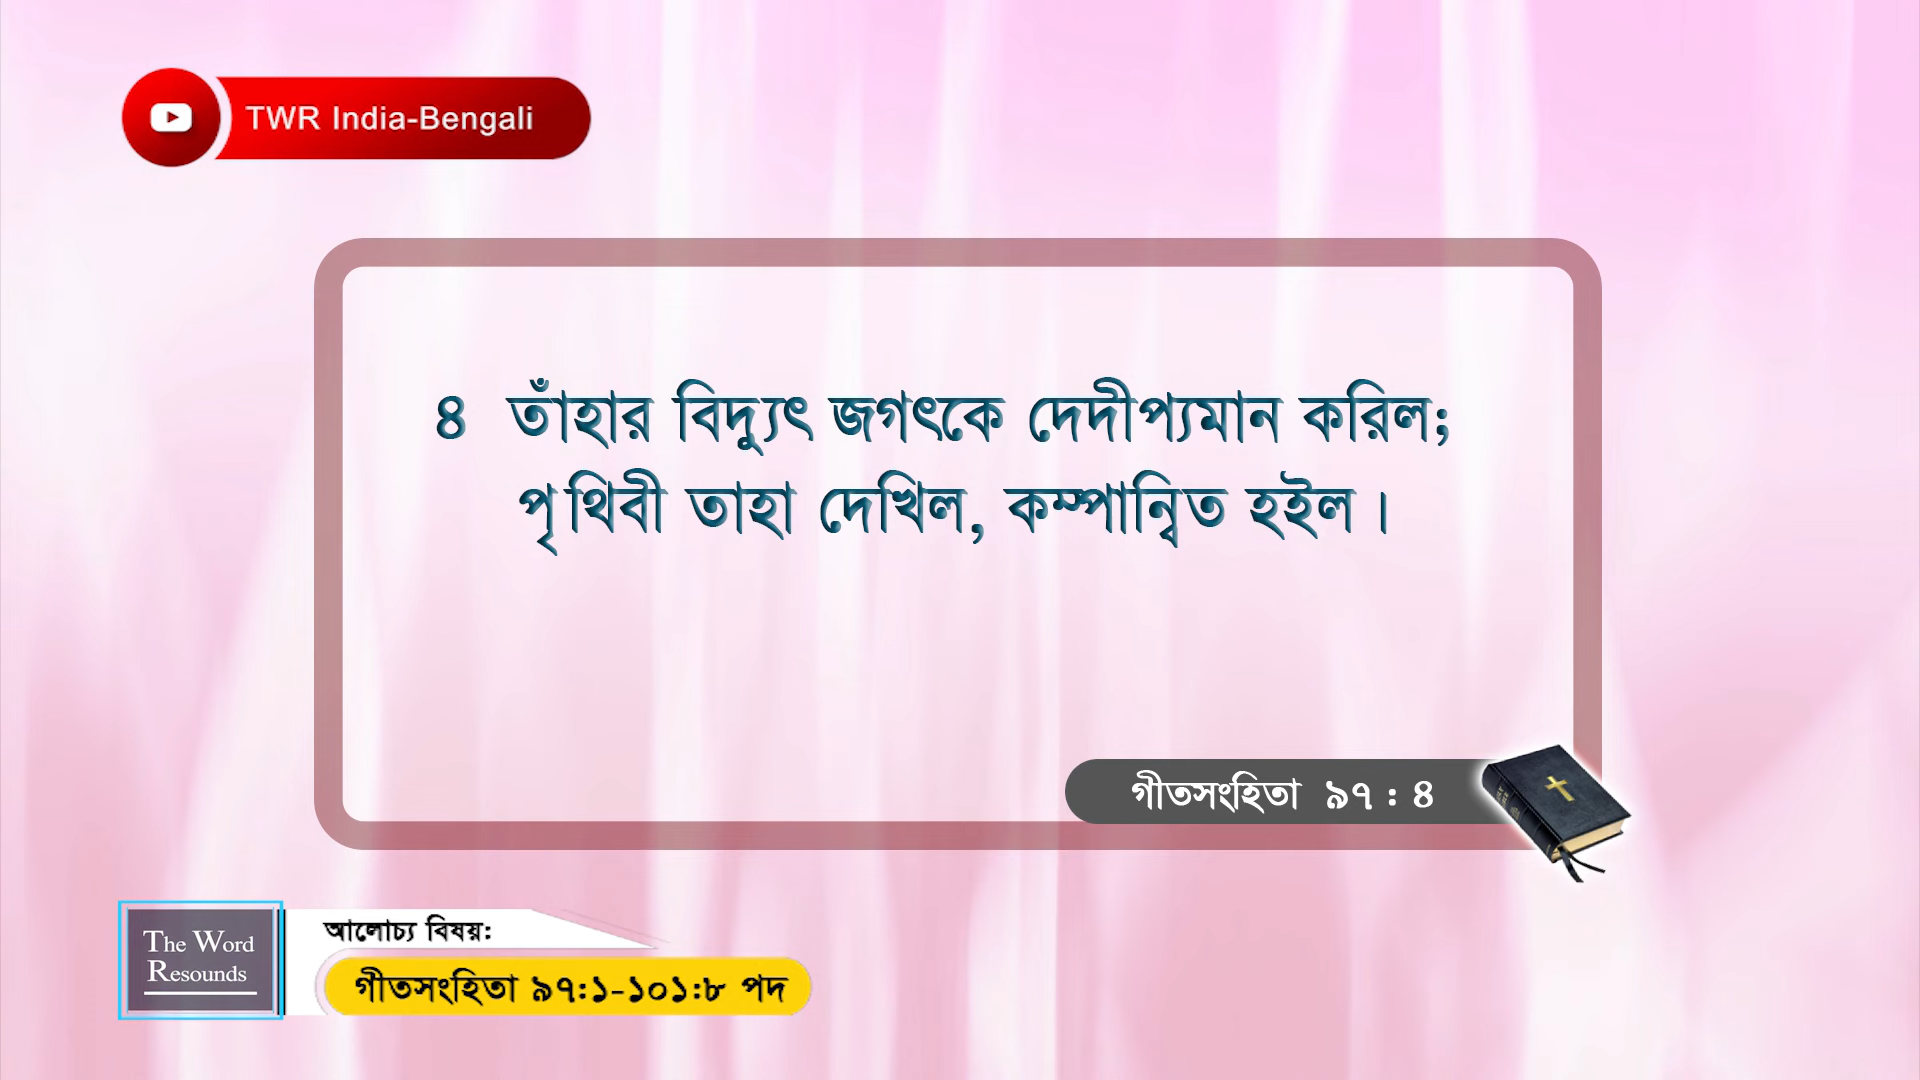 TWR India-Bengali
৪ তাঁহার বিদ্যুৎ জগৎকে দেদীপ্যমান করিল;
পৃথিবী তাহা দেখিল, কম্পান্বিত হইল।
গীতসংহিতা ৯৭ : ৪
The Word
Resounds
আলোচ্য বিষয়:
গীতসংহিতা ৯৭:১-১০১:৮ পদ